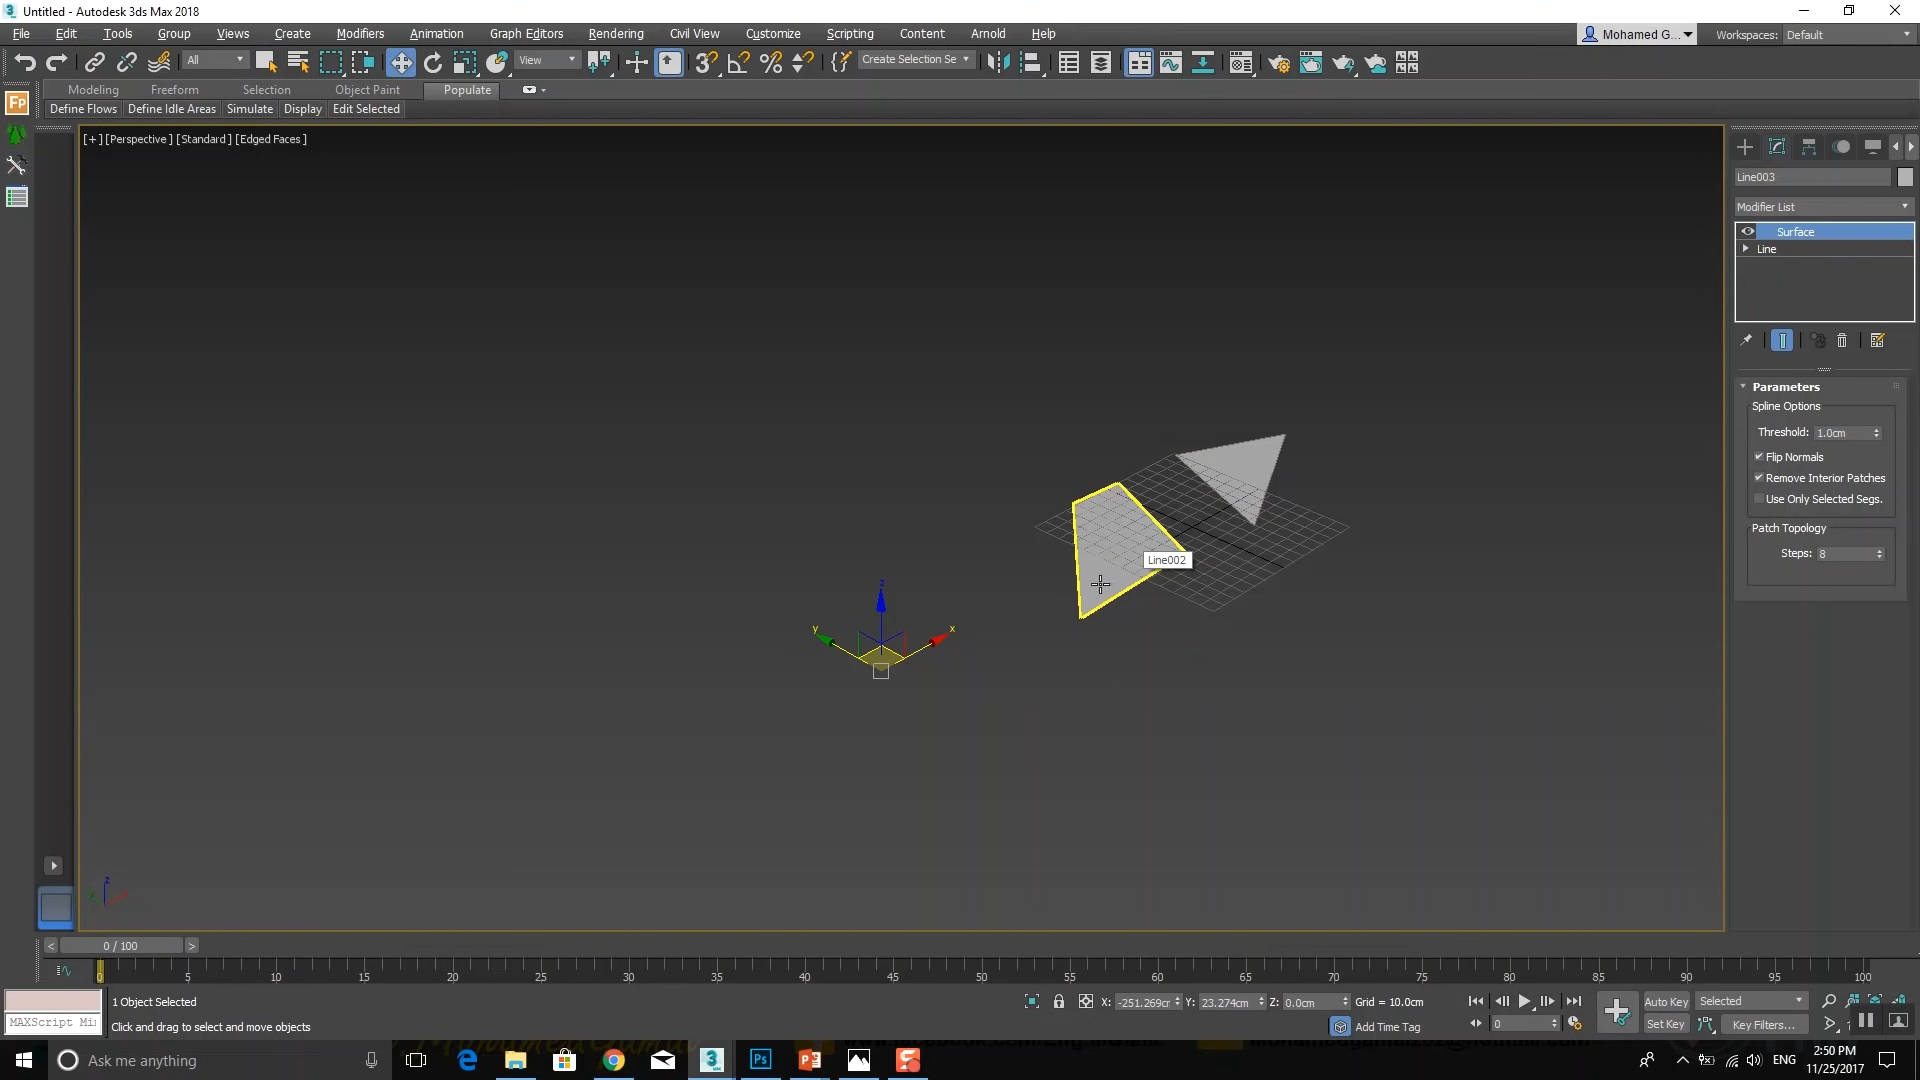 Untitled - Autodesk 3ds Max 2018
File Edit Tools Group Views Create Modifiers Animation Graph Editors Rendering Civil View Customize Scripting Content Arnold Help
Mohamed G... Workspaces: Default
All View Create Selection Se
Modeling Freeform Selection Object Paint Populate
Define Flows Define Idle Areas Simulate Display Edit Selected
[+] [Perspective] [Standard] [Edged Faces]
Line003
Modifier List
Surface
Line
Parameters
Spline Options
Threshold: 1.0cm
Flip Normals
Remove Interior Patches
Use Only Selected Segs.
Patch Topology
Steps: 8
Line002
z
y x
z
< 0 / 100 >
0 5 10 15 20 25 30 35 40 45 50 55 60 65 70 75 80 85 90 95 100
1 Object Selected
X: -251.269cm Y: 23.274cm Z: 0.0cm Grid = 10.0cm
Auto Key Selected
MAXScript Mi
Click and drag to select and move objects
Add Time Tag
0
Set Key Key Filters...
Ask me anything
ENG
2:50 PM
11/25/2017